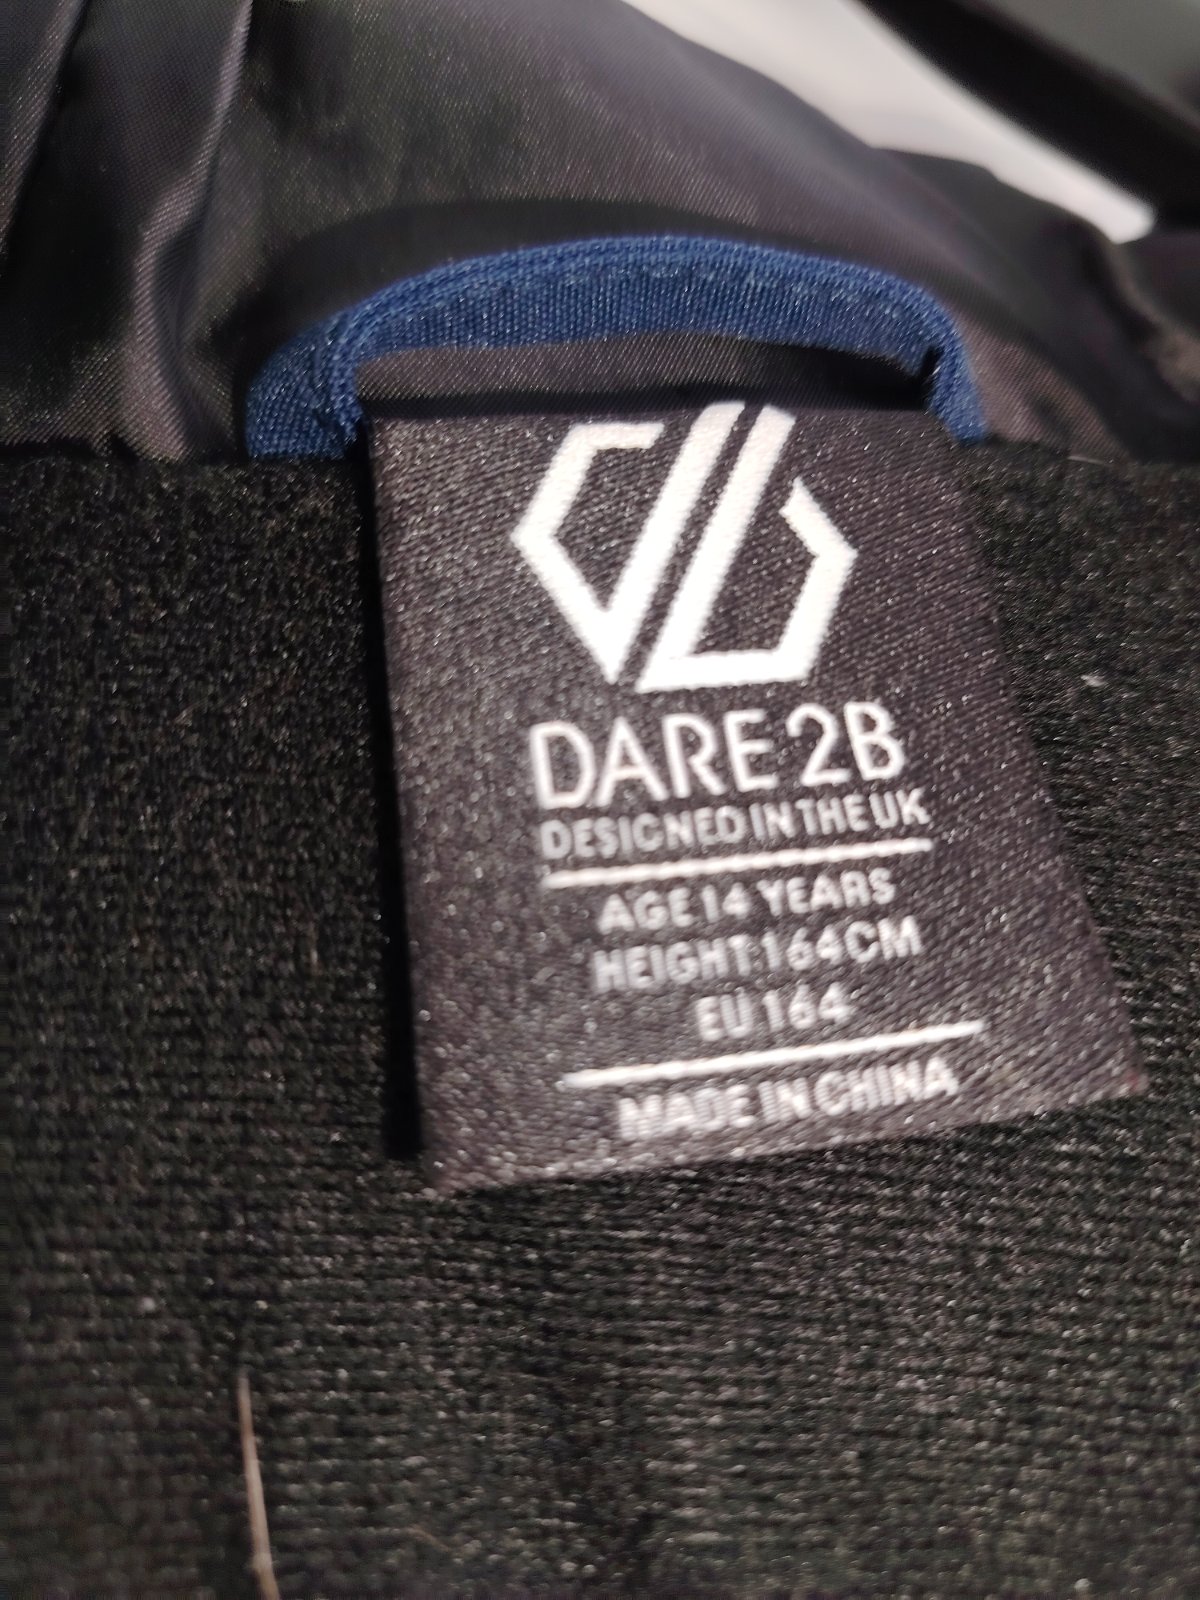 DARE 2B
DESIGNED IN THE UK
AGE 14 YEARS
HEIGHT 164CM
EU 164
MADE IN CHINA